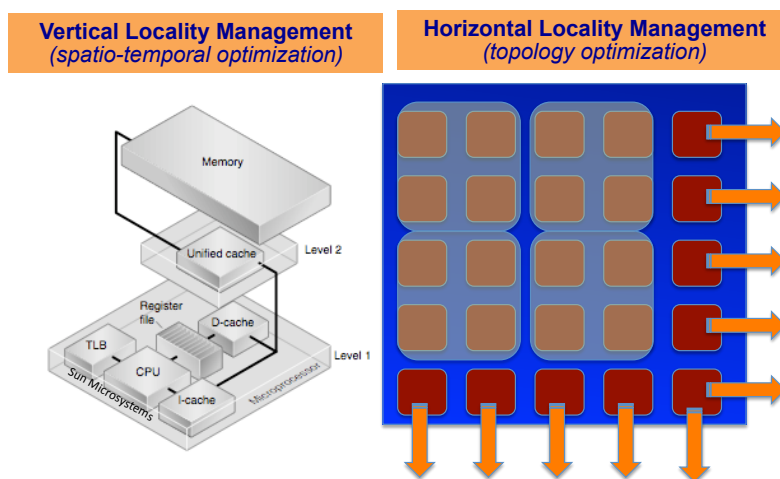 Vertical Locality Management
(spatio-temporal optimization)
Horizontal Locality Management
(topology optimization)
Memory
Unified cache
Level 2
Register
file
D-cache
TLB
Level 1
CPU
I-cache
Microprocessor
Sun Microsystems